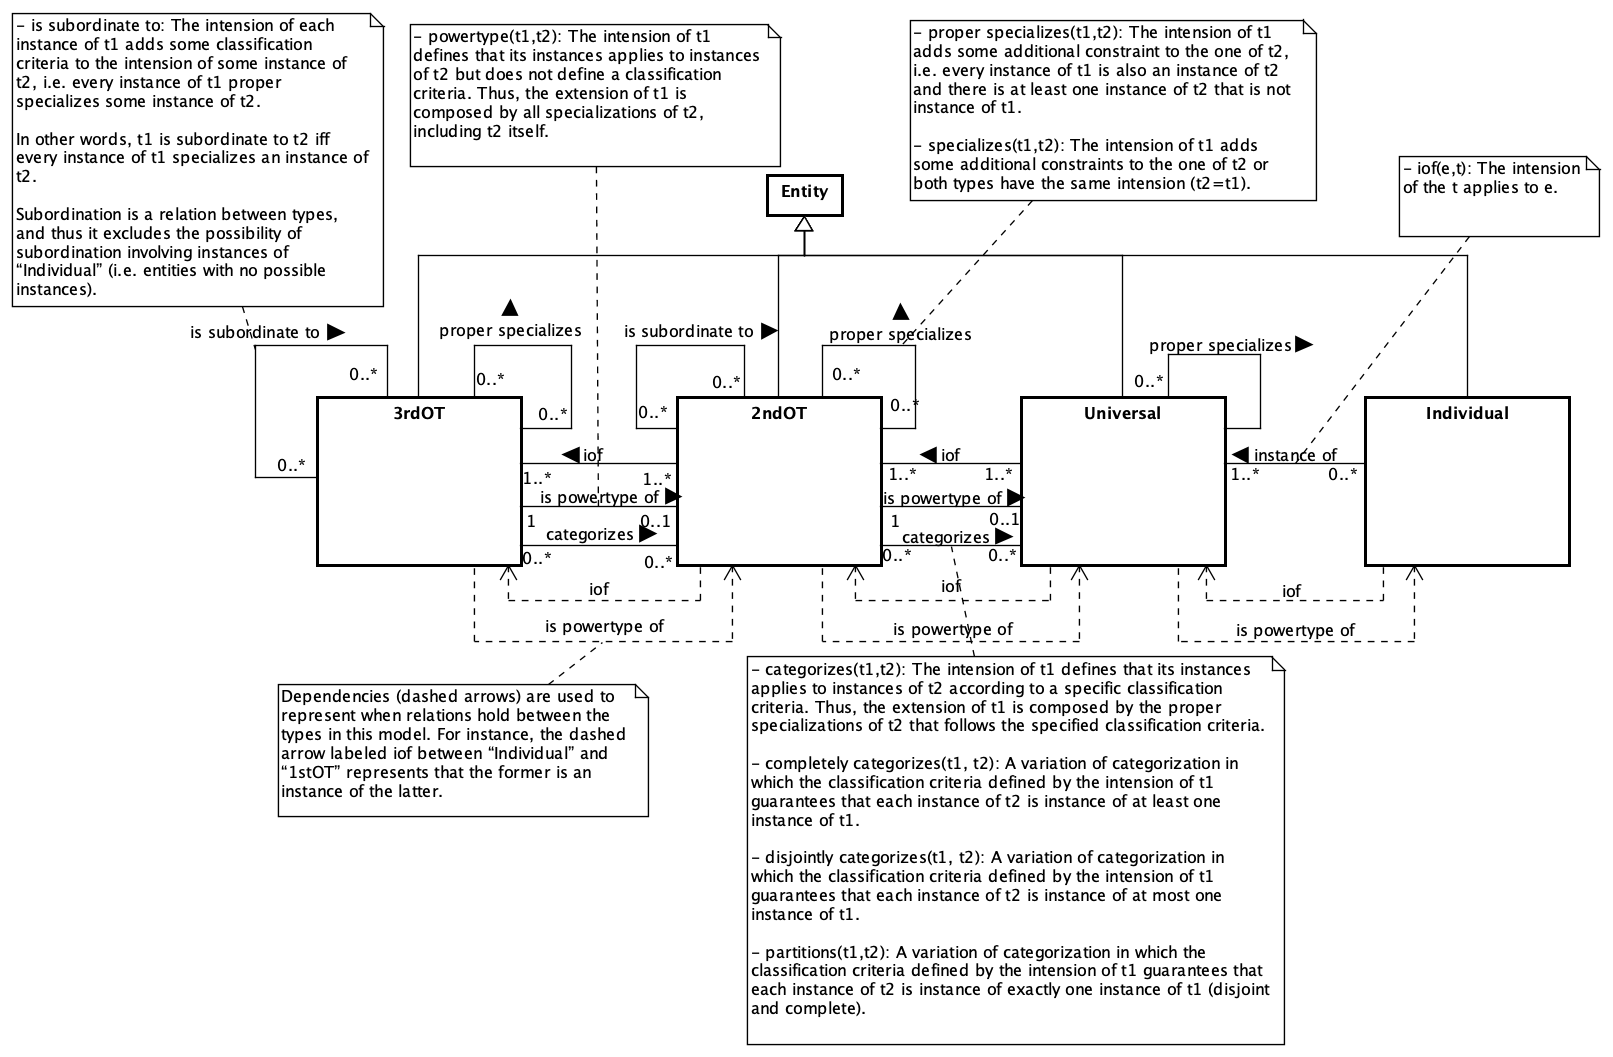 – is subordinate to: The intension of each
instance of t1 adds some classification
criteria to the intension of some instance of
t2, i.e. every instance of t1 proper
specializes some instance of t2.
In other words, t1 is subordinate to t2 iff
every instance of t1 specializes an instance of
t2.
Subordination is a relation between types,
and thus it excludes the possibility of
subordination involving instances of
“Individual” (i.e. entities with no possible
instances).
– powertype(t1,t2): The intension of t1
defines that its instances applies to instances
of t2 but does not define a classification
criteria. Thus, the extension of t1 is
composed by all specializations of t2,
including t2 itself.
– proper specializes(t1,t2): The intension of t1
adds some additional constraint to the one of t2,
i.e. every instance of t1 is also an instance of t2
and there is at least one instance of t2 that is not
instance of t1.
– specializes(t1,t2): The intension of t1 adds
some additional constraints to the one of t2 or
both types have the same intension (t2=t1).
– iof(e,t): The intension
of the t applies to e.
Entity
is subordinate to
proper specializes
is subordinate to
proper specializes
proper specializes
0..*
0..*
0..*
0..*
0..*
0..*
0..*
0..*
0..*
0..*
3rdOT
2ndOT
Universal
Individual
iof
1..*
1..*
is powertype of
1
0..1
categorizes
0..*
0..*
iof
1..*
1..*
is powertype of
1
0..1
categorizes
0..*
0..*
instance of
1..*
0..*
iof
is powertype of
iof
is powertype of
iof
is powertype of
Dependencies (dashed arrows) are used to
represent when relations hold between the
types in this model. For instance, the dashed
arrow labeled iof between “Individual” and
“1stOT” represents that the former is an
instance of the latter.
– categorizes(t1,t2): The intension of t1 defines that its instances
applies to instances of t2 according to a specific classification
criteria. Thus, the extension of t1 is composed by the proper
specializations of t2 that follows the specified classification criteria.
– completely categorizes(t1, t2): A variation of categorization in
which the classification criteria defined by the intension of t1
guarantees that each instance of t2 is instance of at least one
instance of t1.
– disjointly categorizes(t1, t2): A variation of categorization in
which the classification criteria defined by the intension of t1
guarantees that each instance of t2 is instance of at most one
instance of t1.
– partitions(t1,t2): A variation of categorization in which the
classification criteria defined by the intension of t1 guarantees that
each instance of t2 is instance of exactly one instance of t1 (disjoint
and complete).